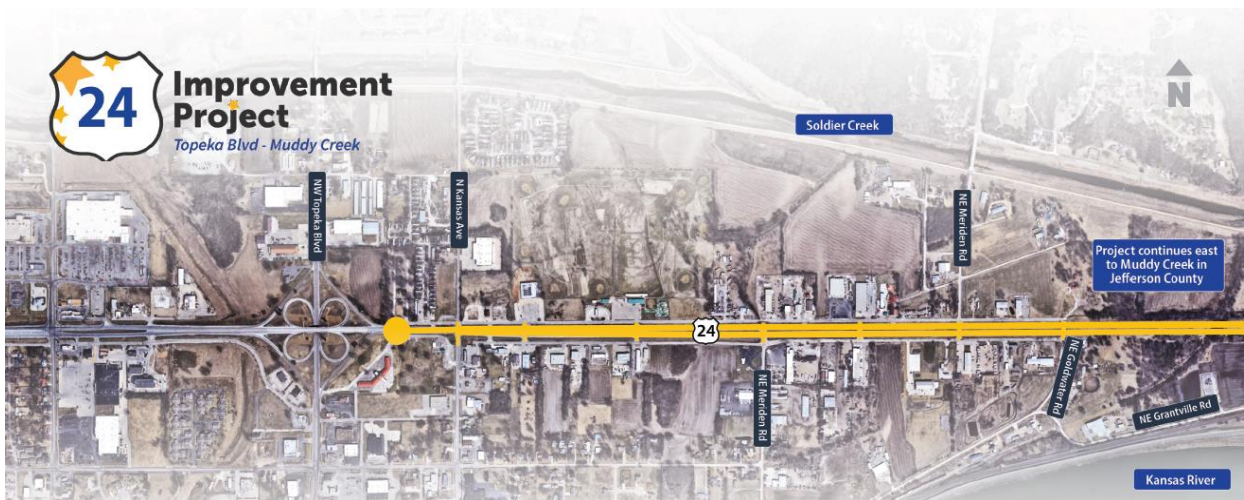 24
Improvement
Project
Topeka Blvd - Muddy Creek
N
Soldier Creek
NW Topeka Blvd
N Kansas Ave
NE Meriden Rd
Project continues east
to Muddy Creek in
Jefferson County
24
NE Meriden Rd
NE Goldwater Rd
NE Grantville Rd
Kansas River